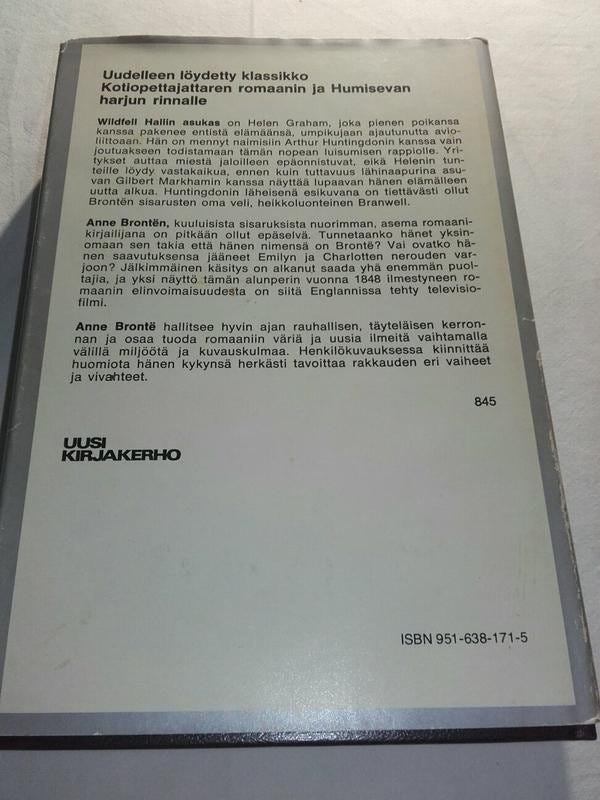 Uudelleen löydetty klassikko
Kotiopettajattaren romaanin ja Humisevan
harjun rinnalle
Wildfell Hallin asukas on Helen Graham, joka pienen poikansa
kanssa pakenee entistä elämäänsä, umpikujaan ajautunutta avio-
liittoaan. Hän on mennyt naimisiin Arthur Huntingdonin kanssa vain
joutuakseen todistamaan tämän nopean luisumisen rappiolle. Yri-
tykset auttaa miestä jaloilleen epäonnistuvat, eikä Helenin tun-
teille löydy vastakaikua, ennen kuin tuttavuus lähinaapurina asu-
van Gilbert Markhamin kanssa näyttää lupaavan hänen elämälleen
uutta alkua. Huntingdonin läheisenä esikuvana on tiettävästi ollut
Brontën sisarusten oma veli, heikkoluonteinen Branwell.
Anne Brontën, kuuluisista sisaruksista nuorimman, asema romaani-
kirjailijana on pitkään ollut epäselvä. Tunnetaanko hänet yksin-
omaan sen takia että hänen nimensä on Brontë? Vai ovatko hä-
nen saavutuksensa jääneet Emilyn ja Charlotten nerouden var-
joon? Jälkimmäinen käsitys on alkanut saada yhä enemmän puol-
tajia, ja yksi näyttö tämän alunperin vuonna 1848 ilmestyneen ro-
maanin elinvoimaisuudesta on siitä Englannissa tehty televisio-
filmi.
Anne Brontë hallitsee hyvin ajan rauhallisen, täyteläisen kerron-
nan ja osaa tuoda romaaniin väriä ja uusia ilmeitä vaihtamalla
välillä miljöötä ja kuvauskulmaa. Henkilökuvauksessa kiinnittää
huomiota hänen kykynsä herkästi tavoittaa rakkauden eri vaiheet
ja vivahteet.
845
UUSI
KIRJAKERHO
ISBN 951-638-171-5